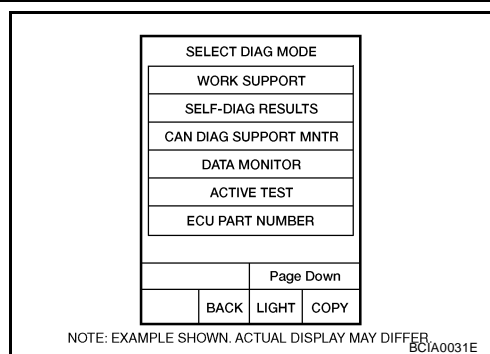 SELECT DIAG MODE
WORK SUPPORT
SELF-DIAG RESULTS
CAN DIAG SUPPORT MNTR
DATA MONITOR
ACTIVE TEST
ECU PART NUMBER
Page Down
BACK LIGHT COPY
NOTE: EXAMPLE SHOWN. ACTUAL DISPLAY MAY DIFFER.
BCIA0031E